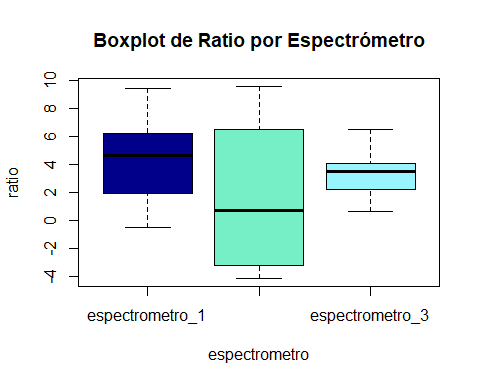 Boxplot de Ratio por Espectrómetro
ratio
10
8
6
4
2
0
-2
-4
espectrometro_1
espectrometro_3
espectrometro